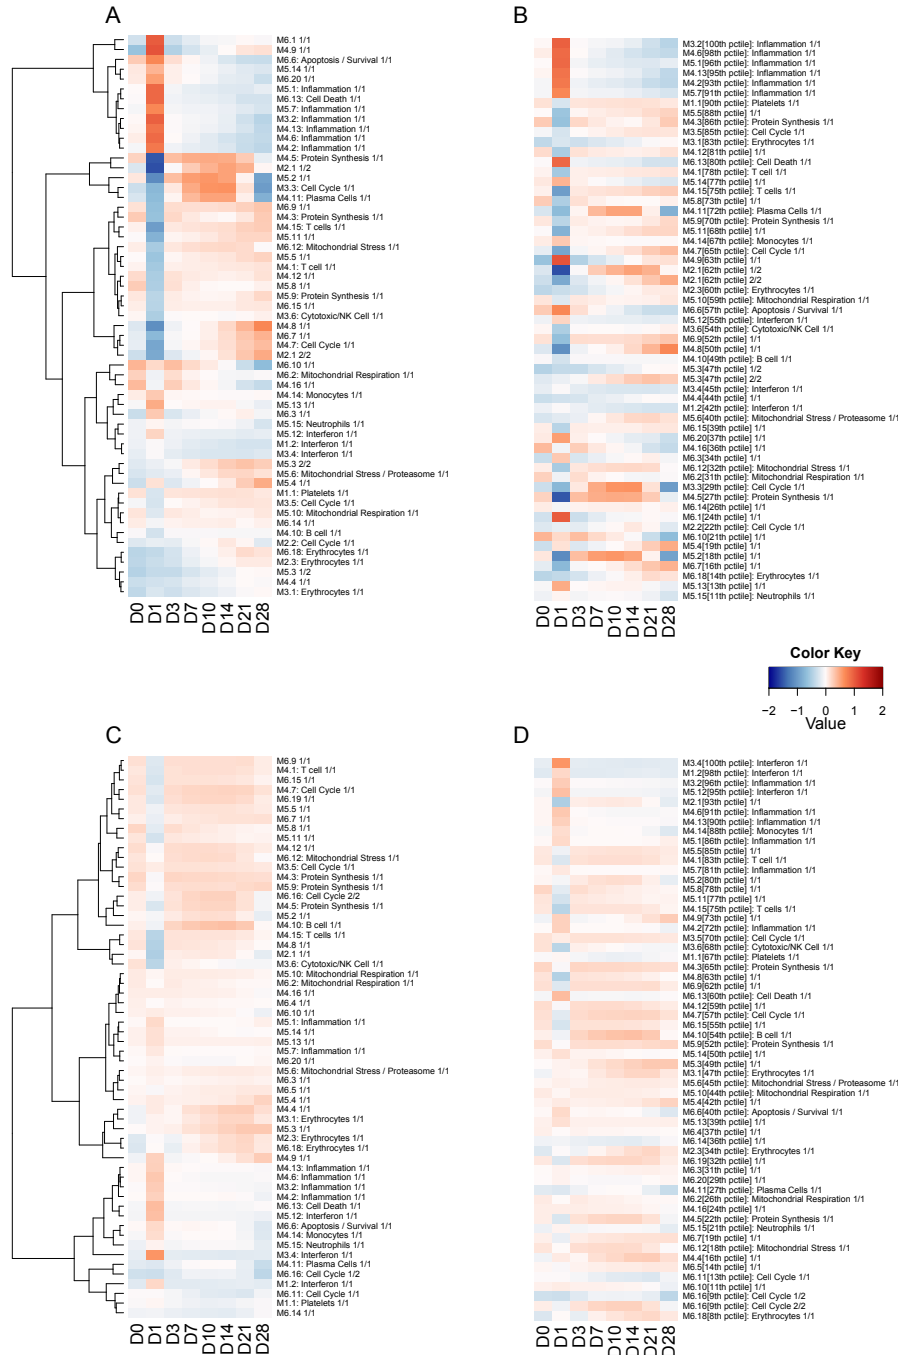 A
M6.1 1/1
M4.9 1/1
M6.6: Apoptosis / Survival 1/1
M5.14 1/1
M6.20 1/1
M5.1: Inflammation 1/1
M6.13: Cell Death 1/1
M5.7: Inflammation 1/1
M3.2: Inflammation 1/1
M4.13: Inflammation 1/1
M4.6: Inflammation 1/1
M4.2: Inflammation 1/1
M4.5: Protein Synthesis 1/1
M2.1 1/2
M5.2 1/1
M3.3: Cell Cycle 1/1
M4.11: Plasma Cells 1/1
M6.9 1/1
M4.3: Protein Synthesis 1/1
M4.15: T cells 1/1
M5.11 1/1
M6.12: Mitochondrial Stress 1/1
M5.5 1/1
M4.1: T cell 1/1
M4.12 1/1
M5.8 1/1
M5.9: Protein Synthesis 1/1
M6.15 1/1
M3.6: Cytotoxic/NK Cell 1/1
M4.8 1/1
M6.7 1/1
M4.7: Cell Cycle 1/1
M2.1 2/2
M6.10 1/1
M6.2: Mitochondrial Respiration 1/1
M4.16 1/1
M4.14: Monocytes 1/1
M5.13 1/1
M6.3 1/1
M5.15: Neutrophils 1/1
M5.12: Interferon 1/1
M1.2: Interferon 1/1
M3.4: Interferon 1/1
M5.3 2/2
M5.6: Mitochondrial Stress / Proteasome 1/1
M5.4 1/1
M1.1: Platelets 1/1
M3.5: Cell Cycle 1/1
M5.10: Mitochondrial Respiration 1/1
M6.14 1/1
M4.10: B cell 1/1
M2.2: Cell Cycle 1/1
M6.18: Erythrocytes 1/1
M2.3: Erythrocytes 1/1
M5.3 1/2
M4.4 1/1
M3.1: Erythrocytes 1/1
D0 D1 D3 D7 D10 D14 D21 D28
B
M3.2[100th pctile]: Inflammation 1/1
M4.6[98th pctile]: Inflammation 1/1
M5.1[96th pctile]: Inflammation 1/1
M4.13[95th pctile]: Inflammation 1/1
M4.2[93th pctile]: Inflammation 1/1
M5.7[91th pctile]: Inflammation 1/1
M1.1[90th pctile]: Platelets 1/1
M5.5[88th pctile] 1/1
M4.3[86th pctile]: Protein Synthesis 1/1
M3.5[85th pctile]: Cell Cycle 1/1
M3.1[83th pctile]: Erythrocytes 1/1
M4.12[81th pctile] 1/1
M6.13[80th pctile]: Cell Death 1/1
M4.1[78th pctile]: T cell 1/1
M5.14[77th pctile] 1/1
M4.15[75th pctile]: T cells 1/1
M5.8[73th pctile] 1/1
M4.11[72th pctile]: Plasma Cells 1/1
M5.9[70th pctile]: Protein Synthesis 1/1
M5.11[68th pctile] 1/1
M4.14[67th pctile]: Monocytes 1/1
M4.7[65th pctile]: Cell Cycle 1/1
M4.9[63th pctile] 1/1
M2.1[62th pctile] 1/2
M2.1[62th pctile] 2/2
M2.3[60th pctile]: Erythrocytes 1/1
M5.10[59th pctile]: Mitochondrial Respiration 1/1
M6.6[57th pctile]: Apoptosis / Survival 1/1
M5.12[55th pctile]: Interferon 1/1
M3.6[54th pctile]: Cytotoxic/NK Cell 1/1
M6.9[52th pctile] 1/1
M4.8[50th pctile] 1/1
M4.10[49th pctile]: B cell 1/1
M5.3[47th pctile] 1/2
M5.3[47th pctile] 2/2
M3.4[45th pctile]: Interferon 1/1
M4.4[44th pctile] 1/1
M1.2[42th pctile]: Interferon 1/1
M5.6[40th pctile]: Mitochondrial Stress / Proteasome 1/1
M6.15[39th pctile] 1/1
M6.20[37th pctile] 1/1
M4.16[36th pctile] 1/1
M6.3[34th pctile] 1/1
M6.12[32th pctile]: Mitochondrial Stress 1/1
M6.2[31th pctile]: Mitochondrial Respiration 1/1
M3.3[29th pctile]: Cell Cycle 1/1
M4.5[27th pctile]: Protein Synthesis 1/1
M6.14[26th pctile] 1/1
M6.1[24th pctile] 1/1
M2.2[22th pctile]: Cell Cycle 1/1
M6.10[21th pctile] 1/1
M5.4[19th pctile] 1/1
M5.2[18th pctile] 1/1
M6.7[16th pctile] 1/1
M6.18[14th pctile]: Erythrocytes 1/1
M5.13[13th pctile] 1/1
M5.15[11th pctile]: Neutrophils 1/1
D0 D1 D3 D7 D10 D14 D21 D28
Color Key
−2 −1 0 1 2
Value
C
M6.9 1/1
M4.1: T cell 1/1
M6.15 1/1
M4.7: Cell Cycle 1/1
M6.19 1/1
M5.5 1/1
M6.7 1/1
M5.8 1/1
M5.11 1/1
M4.12 1/1
M6.12: Mitochondrial Stress 1/1
M3.5: Cell Cycle 1/1
M4.3: Protein Synthesis 1/1
M5.9: Protein Synthesis 1/1
M6.16: Cell Cycle 2/2
M4.5: Protein Synthesis 1/1
M5.2 1/1
M4.10: B cell 1/1
M4.15: T cells 1/1
M4.8 1/1
M2.1 1/1
M3.6: Cytotoxic/NK Cell 1/1
M5.10: Mitochondrial Respiration 1/1
M6.2: Mitochondrial Respiration 1/1
M4.16 1/1
M6.4 1/1
M6.10 1/1
M5.1: Inflammation 1/1
M5.14 1/1
M5.13 1/1
M5.7: Inflammation 1/1
M6.20 1/1
M5.6: Mitochondrial Stress / Proteasome 1/1
M6.3 1/1
M6.5 1/1
M5.4 1/1
M4.4 1/1
M3.1: Erythrocytes 1/1
M5.3 1/1
M2.3: Erythrocytes 1/1
M6.18: Erythrocytes 1/1
M4.9 1/1
M4.13: Inflammation 1/1
M4.6: Inflammation 1/1
M3.2: Inflammation 1/1
M4.2: Inflammation 1/1
M6.13: Cell Death 1/1
M5.12: Interferon 1/1
M6.6: Apoptosis / Survival 1/1
M4.14: Monocytes 1/1
M5.15: Neutrophils 1/1
M3.4: Interferon 1/1
M4.11: Plasma Cells 1/1
M6.16: Cell Cycle 1/2
M1.2: Interferon 1/1
M6.11: Cell Cycle 1/1
M1.1: Platelets 1/1
M6.14 1/1
D0 D1 D3 D7 D10 D14 D21 D28
D
M3.4[100th pctile]: Interferon 1/1
M1.2[98th pctile]: Interferon 1/1
M3.2[96th pctile]: Inflammation 1/1
M5.12[95th pctile]: Interferon 1/1
M2.1[93th pctile] 1/1
M4.6[91th pctile]: Inflammation 1/1
M4.13[90th pctile]: Inflammation 1/1
M4.14[88th pctile]: Monocytes 1/1
M5.1[86th pctile]: Inflammation 1/1
M5.5[85th pctile] 1/1
M4.1[83th pctile]: T cell 1/1
M5.7[81th pctile]: Inflammation 1/1
M5.2[80th pctile] 1/1
M5.8[78th pctile] 1/1
M5.11[77th pctile] 1/1
M4.15[75th pctile]: T cells 1/1
M4.9[73th pctile] 1/1
M4.2[72th pctile]: Inflammation 1/1
M3.5[70th pctile]: Cell Cycle 1/1
M3.6[68th pctile]: Cytotoxic/NK Cell 1/1
M1.1[67th pctile]: Platelets 1/1
M4.3[65th pctile]: Protein Synthesis 1/1
M4.8[63th pctile] 1/1
M6.9[62th pctile] 1/1
M6.13[60th pctile]: Cell Death 1/1
M4.12[59th pctile] 1/1
M4.7[57th pctile]: Cell Cycle 1/1
M6.15[55th pctile] 1/1
M4.10[54th pctile]: B cell 1/1
M5.9[52th pctile]: Protein Synthesis 1/1
M5.14[50th pctile] 1/1
M5.3[49th pctile] 1/1
M3.1[47th pctile]: Erythrocytes 1/1
M5.6[45th pctile]: Mitochondrial Stress / Proteasome 1/1
M5.10[44th pctile]: Mitochondrial Respiration 1/1
M5.4[42th pctile] 1/1
M6.6[40th pctile]: Apoptosis / Survival 1/1
M5.13[39th pctile] 1/1
M6.4[37th pctile] 1/1
M6.14[36th pctile] 1/1
M2.3[34th pctile]: Erythrocytes 1/1
M6.19[32th pctile] 1/1
M6.3[31th pctile] 1/1
M6.20[29th pctile] 1/1
M4.11[27th pctile]: Plasma Cells 1/1
M6.2[26th pctile]: Mitochondrial Respiration 1/1
M4.16[24th pctile] 1/1
M4.5[22th pctile]: Protein Synthesis 1/1
M5.15[21th pctile]: Neutrophils 1/1
M6.7[19th pctile] 1/1
M6.12[18th pctile]: Mitochondrial Stress 1/1
M4.4[16th pctile] 1/1
M6.5[14th pctile] 1/1
M6.11[13th pctile]: Cell Cycle 1/1
M6.10[11th pctile] 1/1
M6.16[9th pctile]: Cell Cycle 1/2
M6.16[9th pctile]: Cell Cycle 2/2
M6.18[8th pctile]: Erythrocytes 1/1
D0 D1 D3 D7 D10 D14 D21 D28